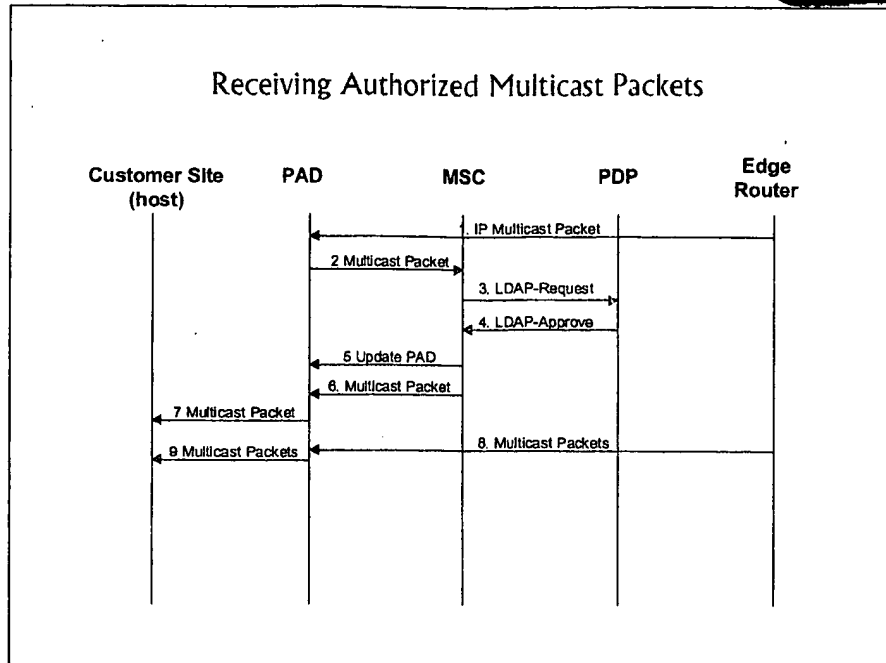 Receiving Authorized Multicast Packets
Customer Site
(host)
PAD
MSC
PDP
Edge
Router
. IP Multicast Packet
2 Multicast Packet
3. LDAP-Request
4. LDAP-Approve
5 Update PAD
6. Multicast Packet
7 Multicast Packet
8. Multicast Packets
9 Multicast Packets